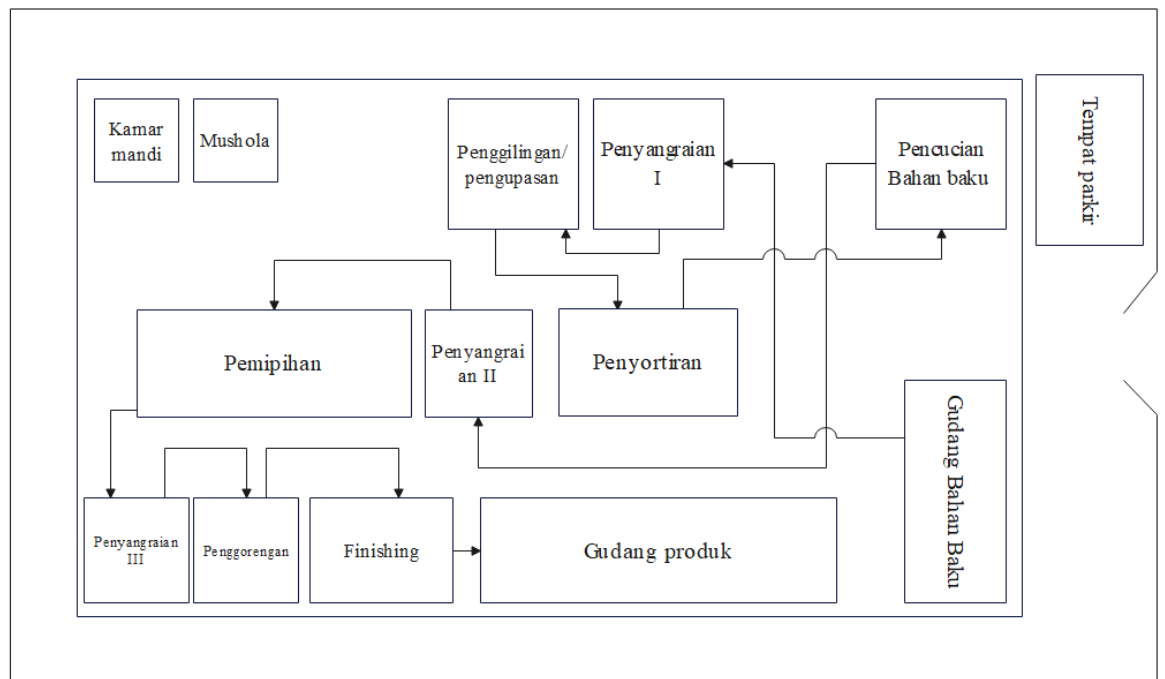 Kamar
mandi
Mushola
Penggilingan/
pengupasan
Penyangraian
I
Pencucian
Bahan baku
Tempat parkir
Pemipihan
Penyangrai
an II
Penyortiran
Gudang Bahan Baku
Penyangraian
III
Penggorengan
Finishing
Gudang produk